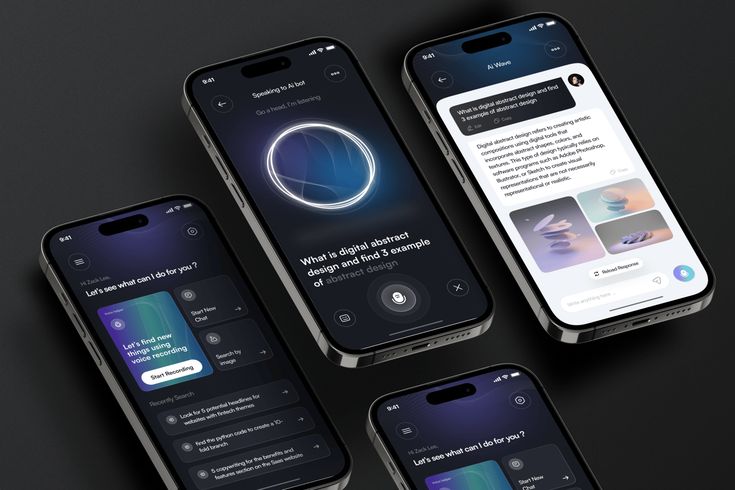 9:41
Hi Zack Lee,
Let's see what can I do for you ?
Voice helper
Let's find new
things using
voice recording
Start Recording
Start New
Chat
Search by
image
Recently Search
Look for 5 potential headlines for
websites with fintech themes
find the python code to create a 10-
fold branch
5 copywriting for the benefits and
features section on the Saas website
9:41
Speaking to Ai bot
Go a head, I'm listening
What is digital abstract
design and find 3 example
of abstract design
9:41
Ai Wave
What is digital abstract design and find
3 example of abstract design
Edit
Copy
Digital abstract design refers to creating artistic
compositions using digital tools that
incorporate abstract shapes, colors, and
textures. This type of design typically relies on
software programs such as Adobe Photoshop,
Illustrator, or Sketch to create visual
representations that are not necessarily
representational or realistic.
Copy
Reload Response
Write anything here ...
9:41
Hi Zack Lee,
Let's see what can I do for you ?
Voice helper
Start New
Chat